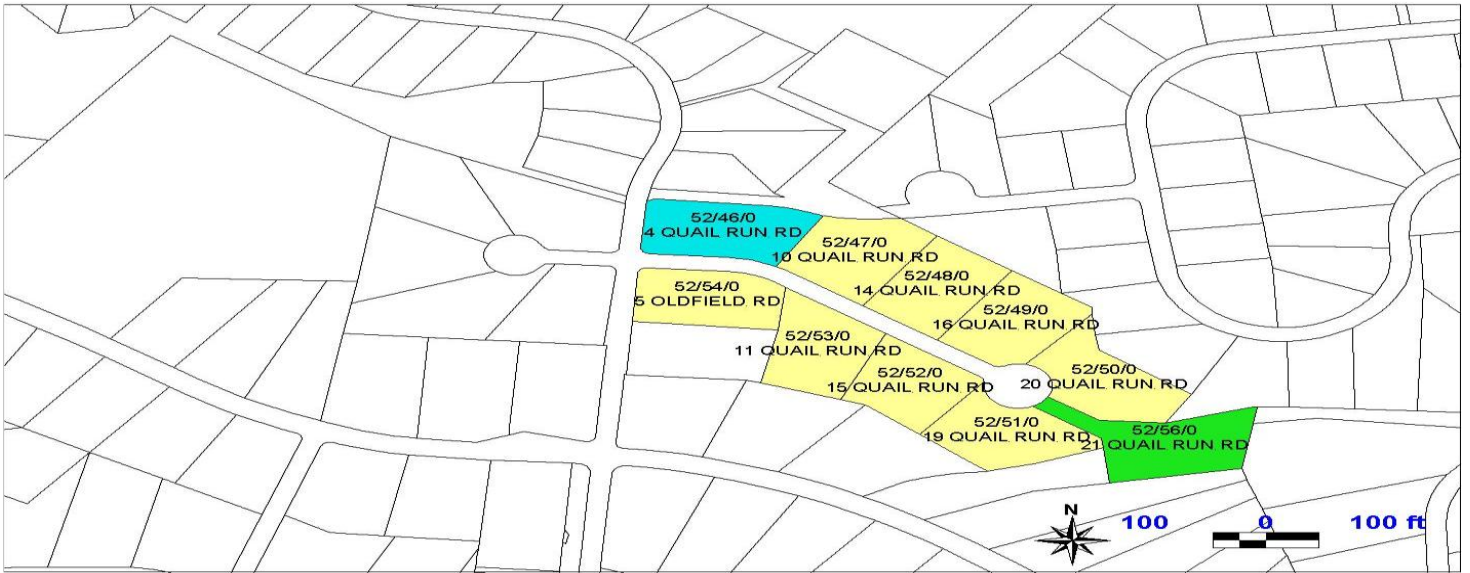 52/46/0
4 QUAIL RUN RD
52/47/0
10 QUAIL RUN RD
52/48/0
14 QUAIL RUN RD
52/54/0
5 OLDFIELD RD
52/49/0
16 QUAIL RUN RD
52/53/0
11 QUAIL RUN RD
52/52/0
15 QUAIL RUN RD
52/50/0
20 QUAIL RUN RD
52/51/0
19 QUAIL RUN RD
52/56/0
21 QUAIL RUN RD
N
100 0 100 ft